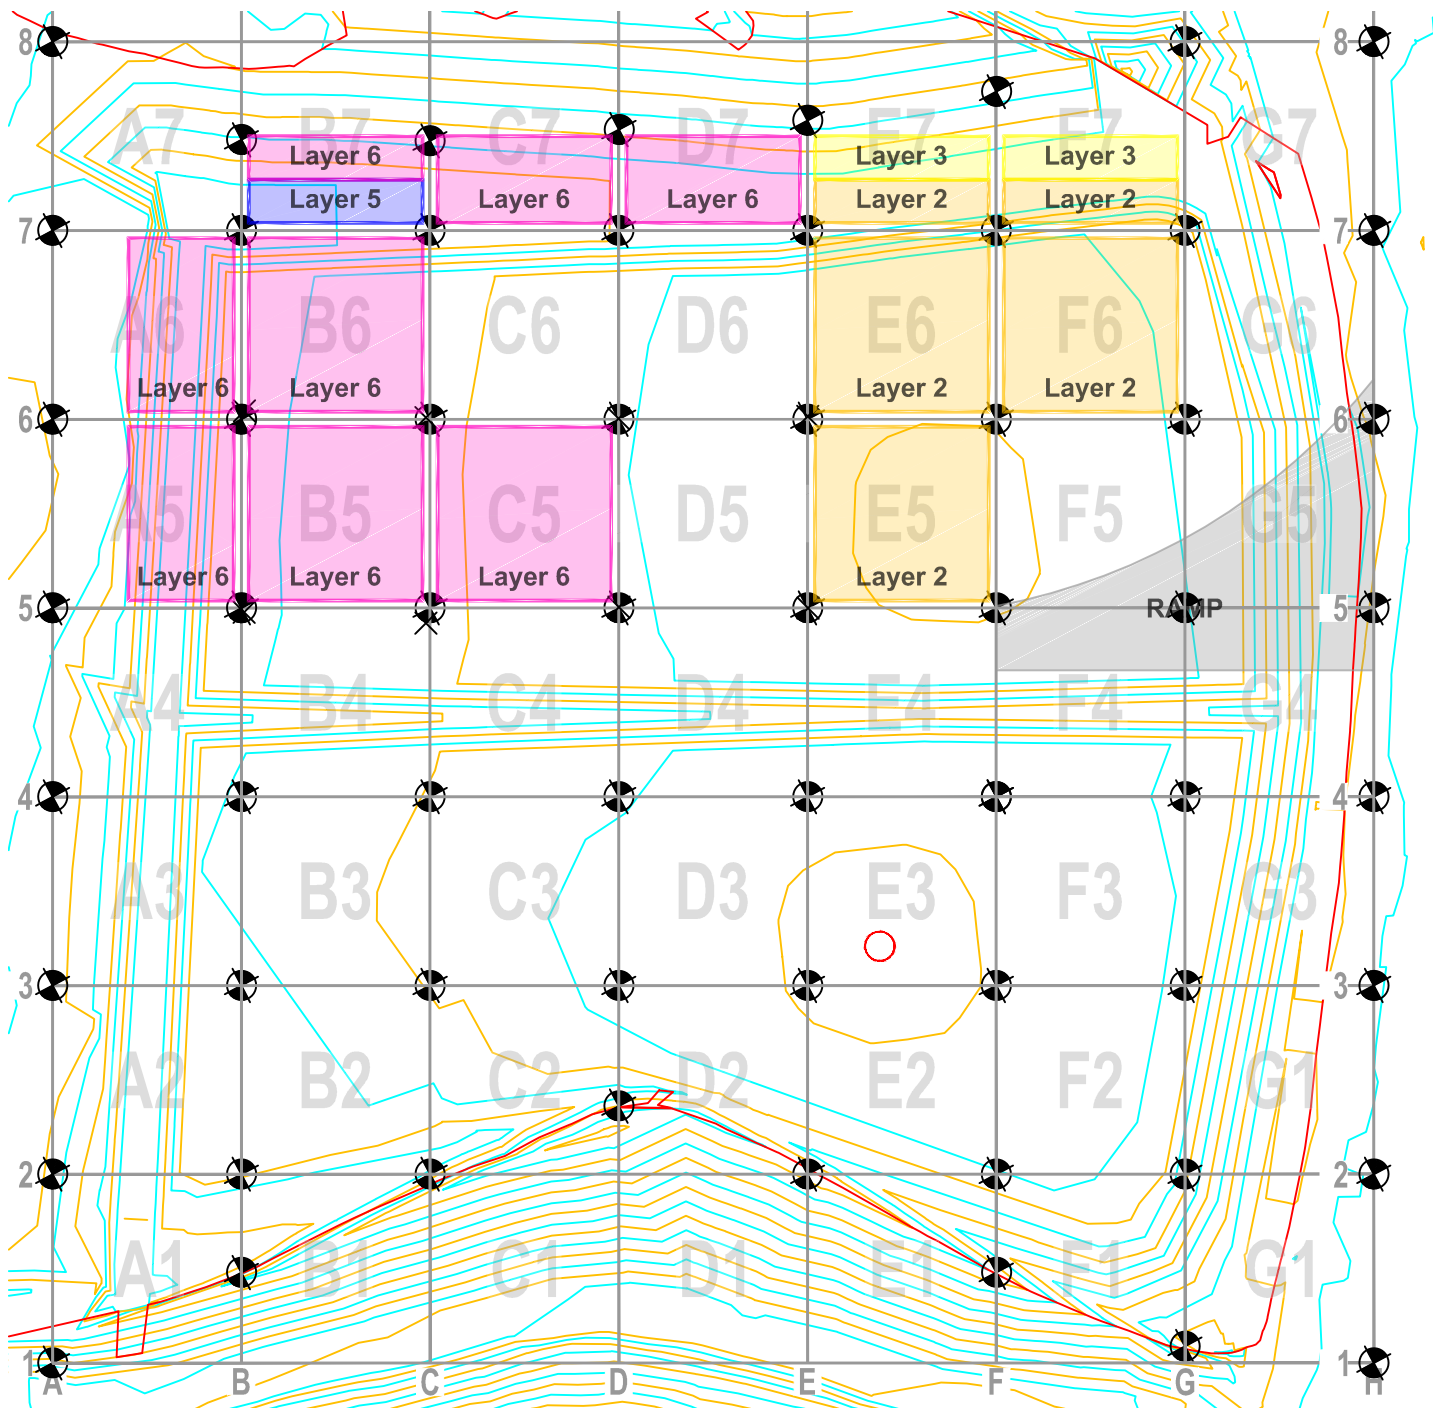 8 8
A7 B7 C7 D7 E7 F7 G7
Layer 6 Layer 3 Layer 3
Layer 5 Layer 6 Layer 6 Layer 2 Layer 2
7 7
A6 B6 C6 D6 E6 F6 G6
Layer 6 Layer 6 Layer 2 Layer 2
6 6
A5 B5 C5 D5 E5 F5 G5
Layer 6 Layer 6 Layer 6 Layer 2
5 RAMP 5
A4 B4 C4 D4 E4 F4 G4
4 4
A3 B3 C3 D3 E3 F3 G3
3 3
A2 B2 C2 D2 E2 F2 G1
2 2
A1 B1 C1 D1 E1 F1 G1
1 1
A B C D E F G H